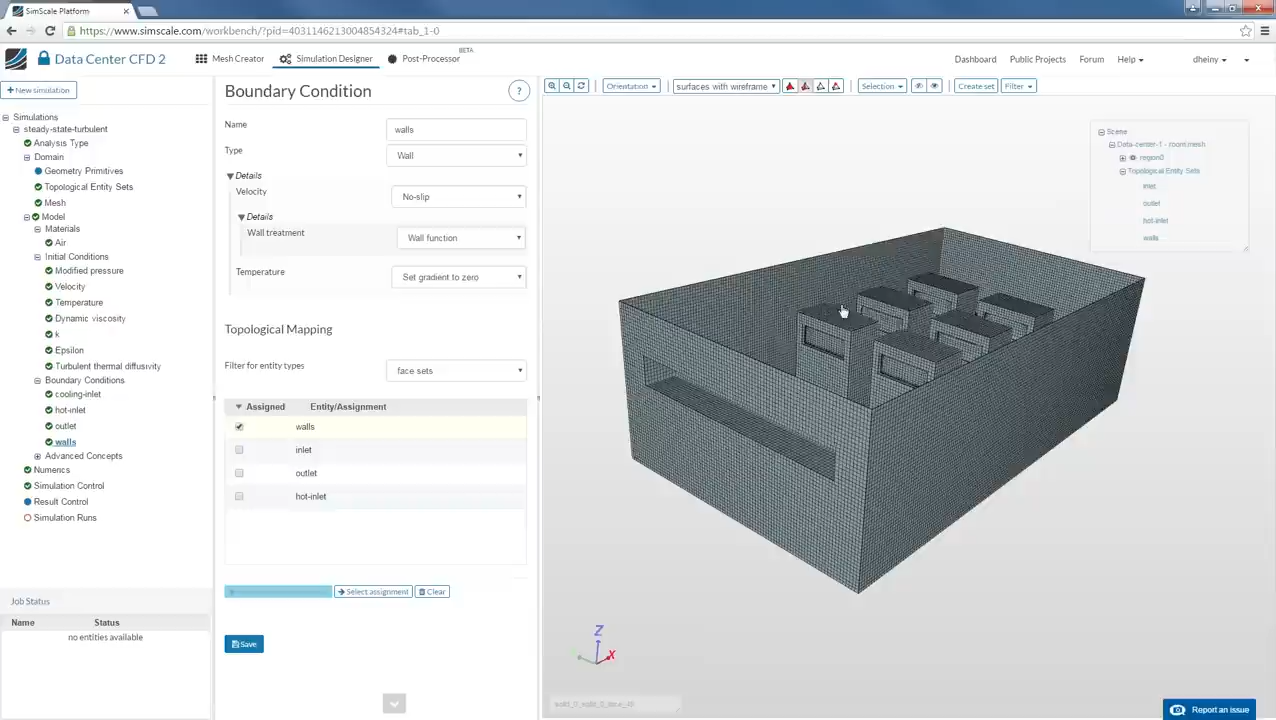 SimScale Platform
https://www.simscale.com/workbench/?pid=4031146213004854324#tab_1-0
Data Center CFD 2
Mesh Creator
Simulation Designer
Post-Processor
BETA
Dashboard
Public Projects
Forum
Help
dheiny
+ New simulation
Simulations
steady-state-turbulent
Analysis Type
Domain
Geometry Primitives
Topological Entity Sets
Mesh
Model
Materials
Air
Initial Conditions
Modified pressure
Velocity
Temperature
Dynamic viscosity
k
Epsilon
Turbulent thermal diffusivity
Boundary Conditions
cooling-inlet
hot-inlet
outlet
walls
Advanced Concepts
Numerics
Simulation Control
Result Control
Simulation Runs
Job Status
Name Status
no entities available
Boundary Condition
?
Name walls
Type Wall
Details
Velocity No-slip
Details
Wall treatment Wall function
Temperature Set gradient to zero
Topological Mapping
Filter for entity types face sets
Assigned Entity/Assignment
walls
inlet
outlet
hot-inlet
Select assignment
Clear
Save
Orientation
surfaces with wireframe
Selection
Create set
Filter
Scene
Data-center-1 - room.mesh
region0
Topological Entity Sets
inlet
outlet
hot-inlet
walls
Z
X
Report an issue